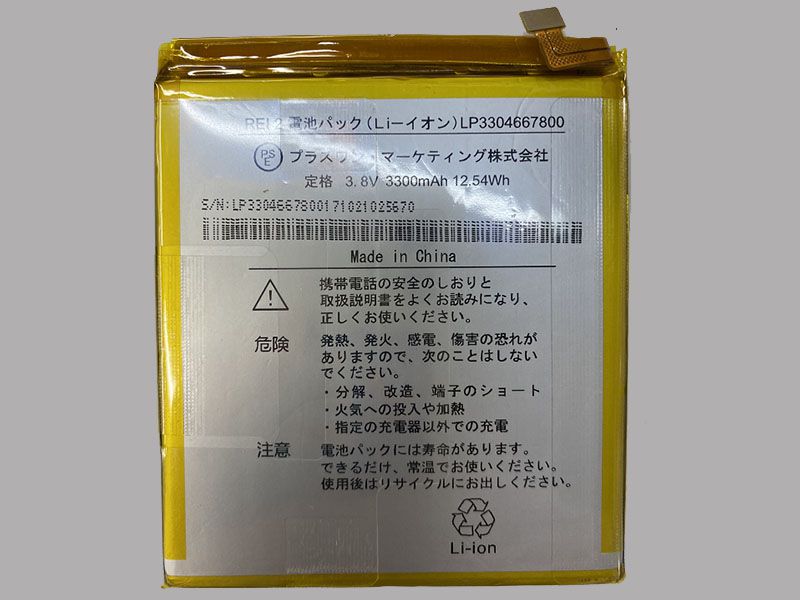 REI 2 電池パック(Li-イオン)LP3304667800
PS E プラスワン・マーケティング株式会社
定格 3.8V 3300mAh 12.54Wh
S/N:LP3304667800171021025670
Made in China
携帯電話の安全のしおりと
取扱説明書をよくお読みになり、
正しくお使いください。
危険 発熱、発火、感電、傷害の恐れが
ありますので、次のことはしない
でください。
・分解、改造、端子のショート
・火気への投入や加熱
・指定の充電器以外での充電
注意 電池パックには寿命があります。
できるだけ、常温でお使いください。
使用後はリサイクルにお出しください。
Li-ion